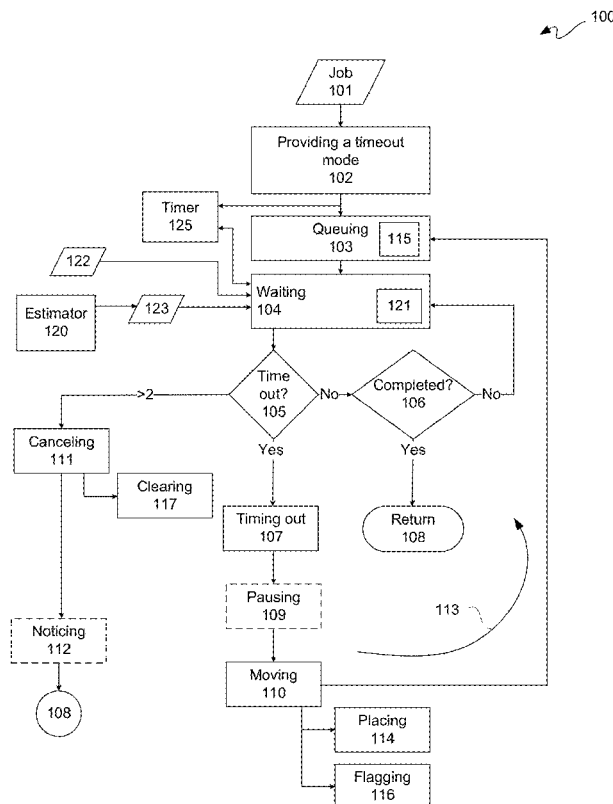 100
Job
101
Providing a timeout
mode
102
Timer
125
Queuing
103
115
122
Waiting
104
121
Estimator
120
123
Time
out?
105
No
Completed?
106
No
>2
Yes
Yes
Canceling
111
Clearing
117
Timing out
107
Return
108
Pausing
109
113
Noticing
112
Moving
110
108
Placing
114
Flagging
116